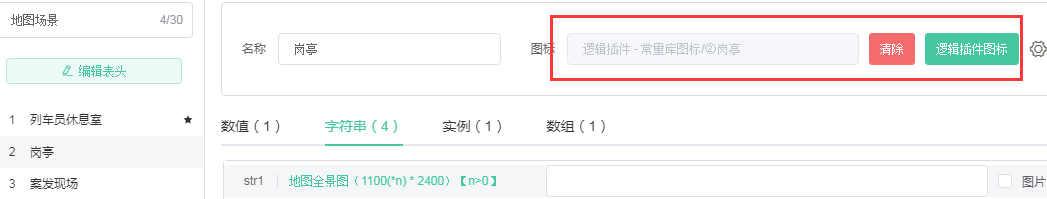 地图场景 4/30
编辑表头
1 列车员休息室 ★
2 岗亭
3 案发现场
名称 岗亭 图标 逻辑插件 - 常量库图标/②岗亭 清除 逻辑插件图标
数值（1） 字符串（4） 实例（1） 数组（1）
str1 地图全景图（1100(*n) * 2400）【n>0】 图片